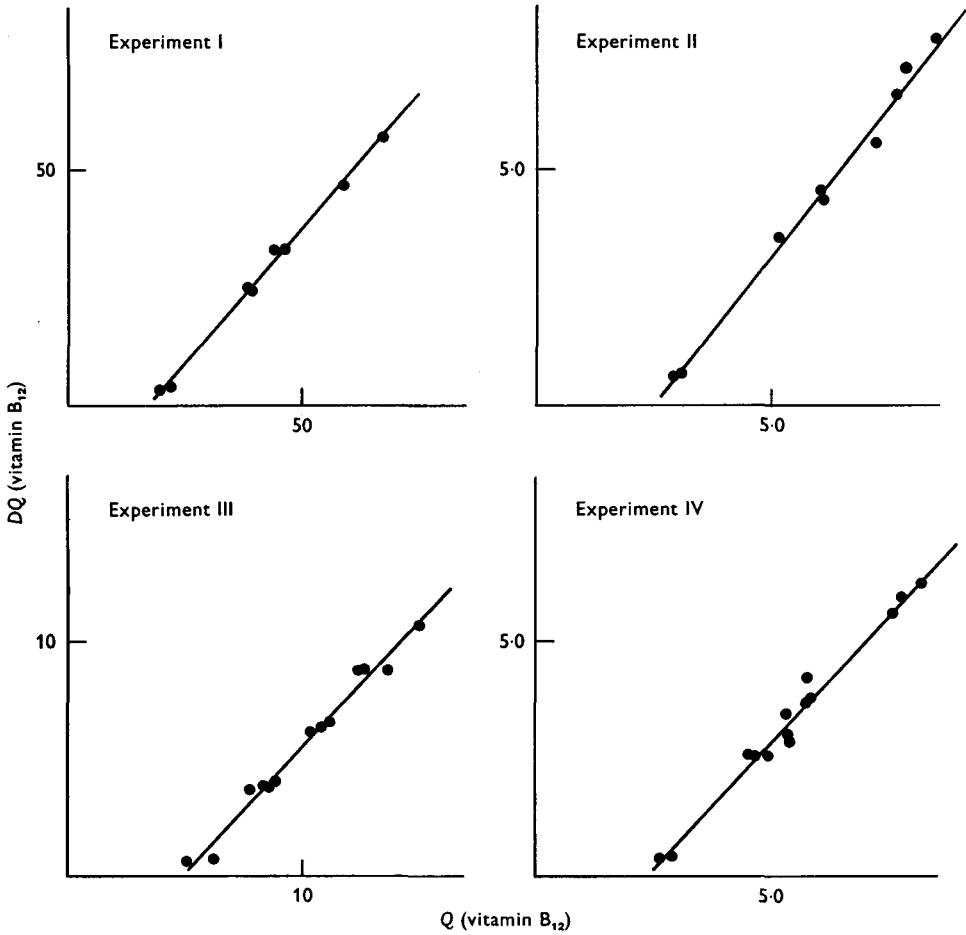 Experiment I
50
50
Experiment II
5·0
5·0
DQ (vitamin B₁₂)
Experiment III
10
10
Experiment IV
5·0
5·0
Q (vitamin B₁₂)